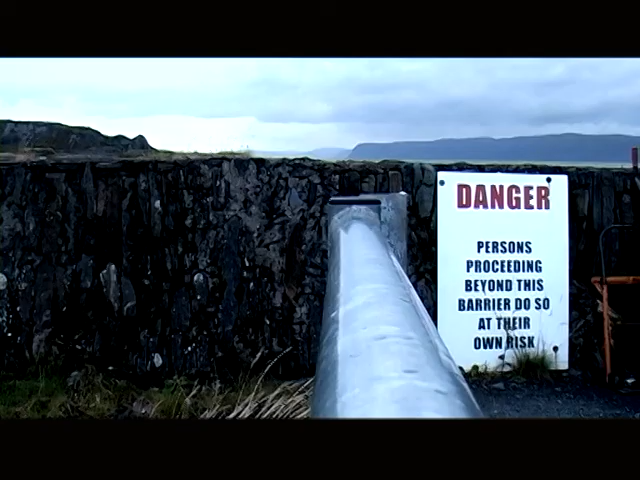 DANGER
PERSONS
PROCEEDING
BEYOND THIS
BARRIER DO SO
AT THEIR
OWN RISK